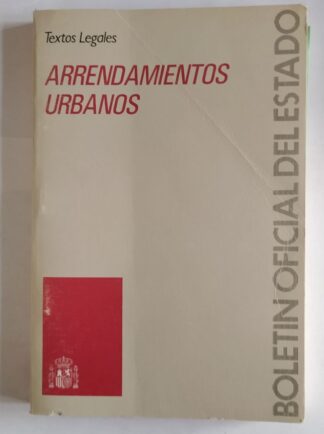 Textos Legales
ARRENDAMIENTOS
URBANOS
BOLETIN OFICIAL DEL ESTADO